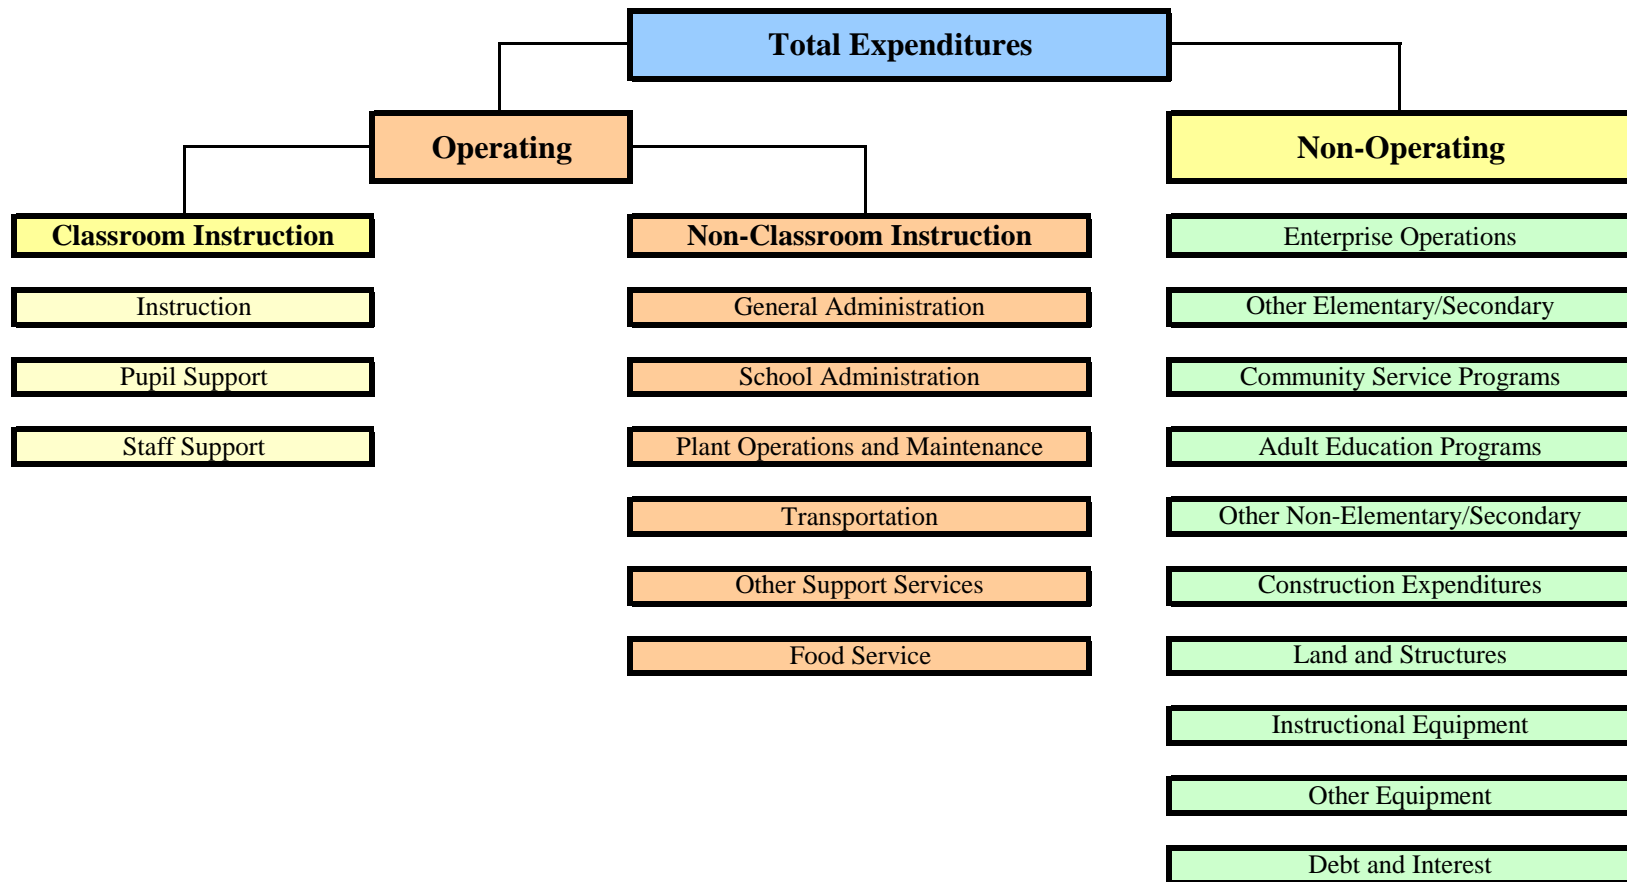 Total Expenditures
Operating
Non-Operating
Classroom Instruction
Instruction
Pupil Support
Staff Support
Non-Classroom Instruction
General Administration
School Administration
Plant Operations and Maintenance
Transportation
Other Support Services
Food Service
Enterprise Operations
Other Elementary/Secondary
Community Service Programs
Adult Education Programs
Other Non-Elementary/Secondary
Construction Expenditures
Land and Structures
Instructional Equipment
Other Equipment
Debt and Interest